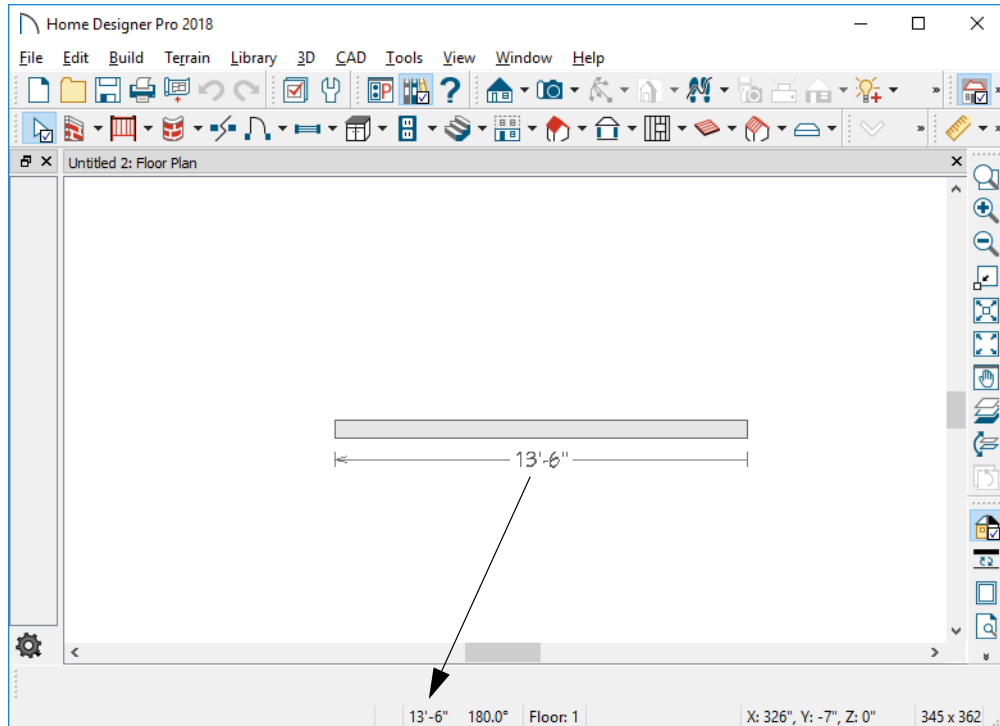 Home Designer Pro 2018
File Edit Build Terrain Library 3D CAD Tools View Window Help
Untitled 2: Floor Plan
13'-6"
13'-6" 180.0° Floor: 1 X: 326", Y: -7", Z: 0" 345 x 362